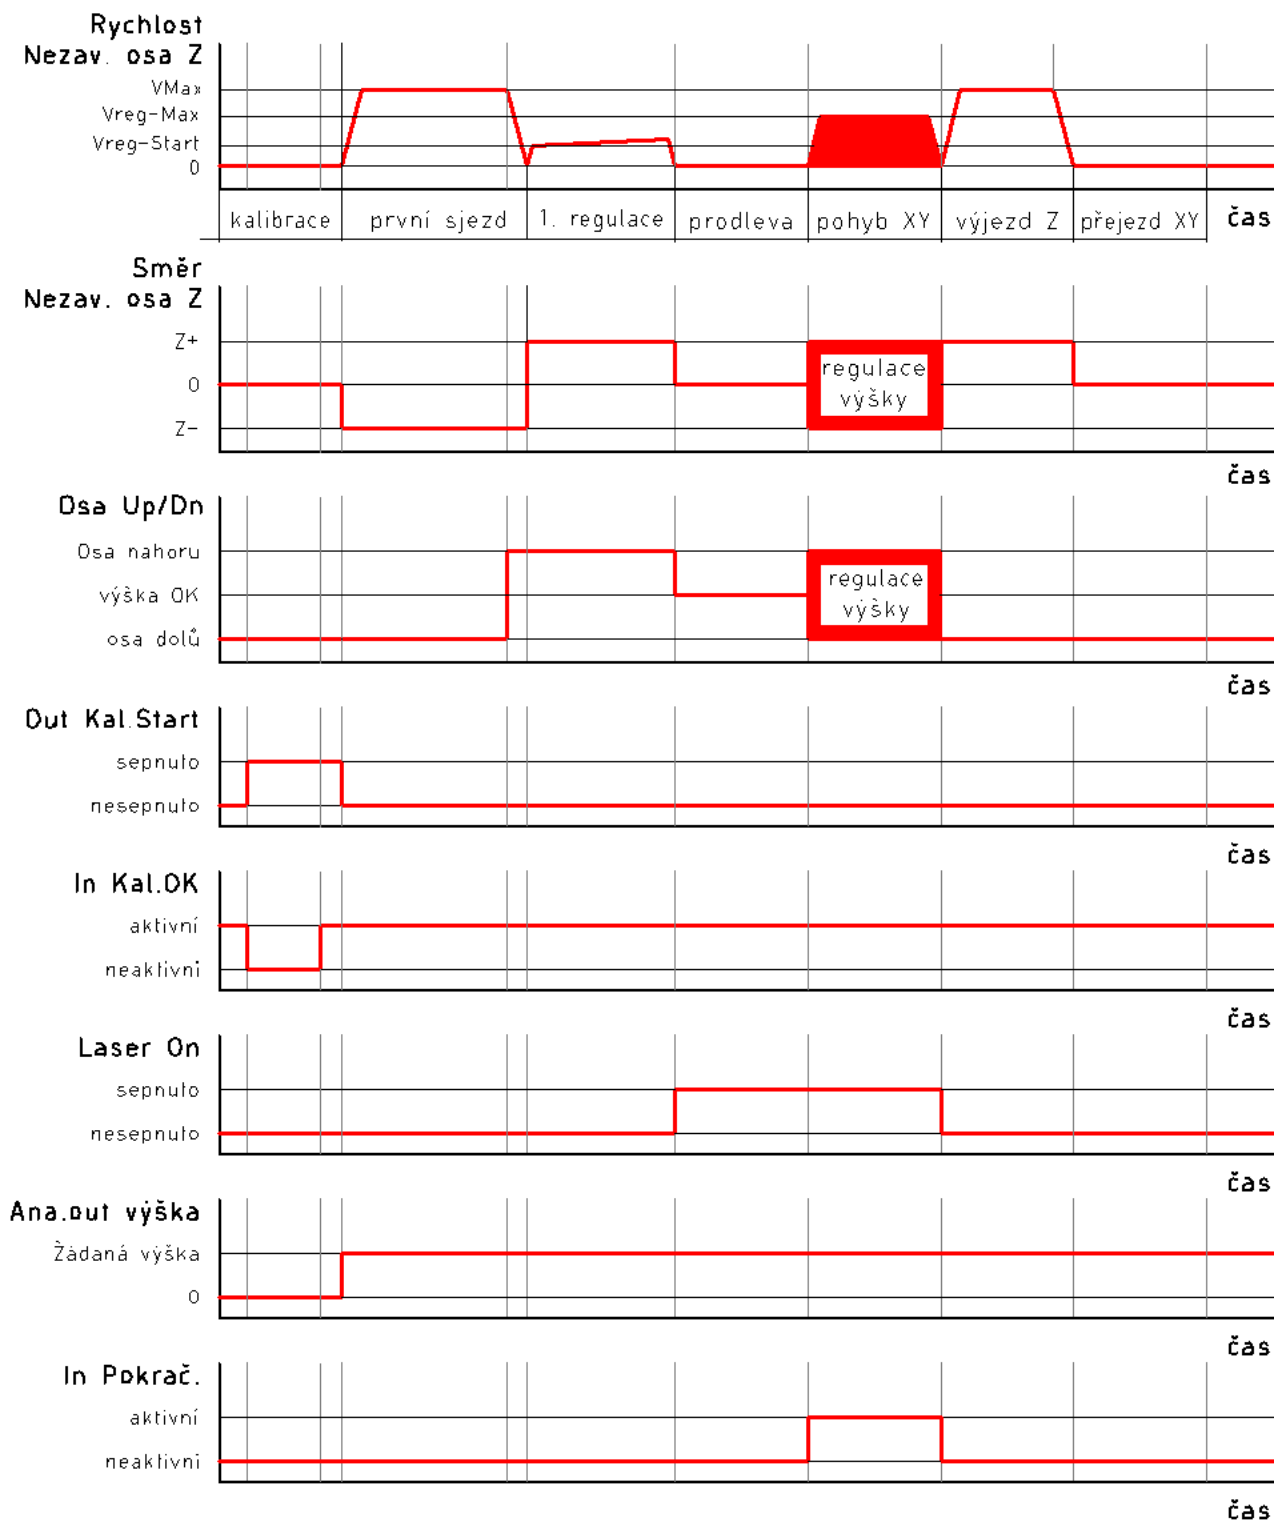 Rychlost
Nezav. osa Z
VMax
Vreg-Max
Vreg-Start
0
kalibrace první sjezd 1. regulace prodleva pohyb XY výjezd Z přejezd XY čas
Směr
Nezav. osa Z
Z+
0
Z-
regulace
výšky
čas
Osa Up/Dn
Osa nahoru
výška OK
osa dolů
regulace
výšky
čas
Out Kal.Start
sepnuto
nesepnuto
čas
In Kal.OK
aktivní
neaktivní
čas
Laser On
sepnuto
nesepnuto
čas
Ana.out výška
Žádaná výška
0
čas
In Pokrač.
aktivní
neaktivní
čas